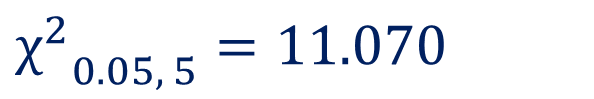 χ²₀.₀₅, ₅ = 11.070